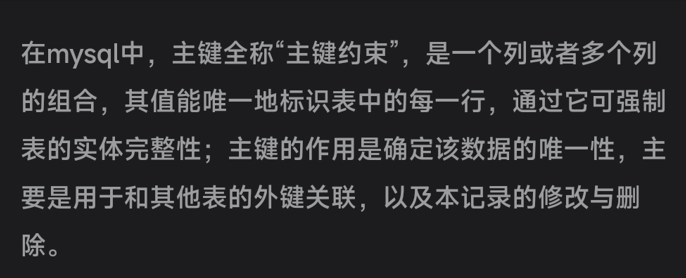 在mysql中，主键全称“主键约束”，是一个列或者多个列
的组合，其值能唯一地标识表中的每一行，通过它可强制
表的实体完整性；主键的作用是确定该数据的唯一性，主
要是用于和其他表的外键关联，以及本记录的修改与删
除。